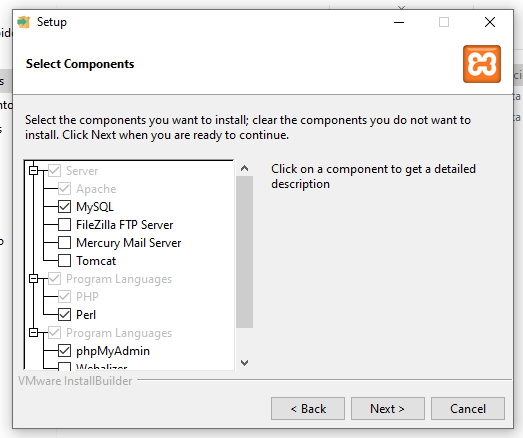 Setup
Select Components
Select the components you want to install; clear the components you do not want to
install. Click Next when you are ready to continue.
Server
Apache
MySQL
FileZilla FTP Server
Mercury Mail Server
Tomcat
Program Languages
PHP
Perl
Program Languages
phpMyAdmin
Webalizer
Click on a component to get a detailed
description
VMware InstallBuilder
< Back
Next >
Cancel